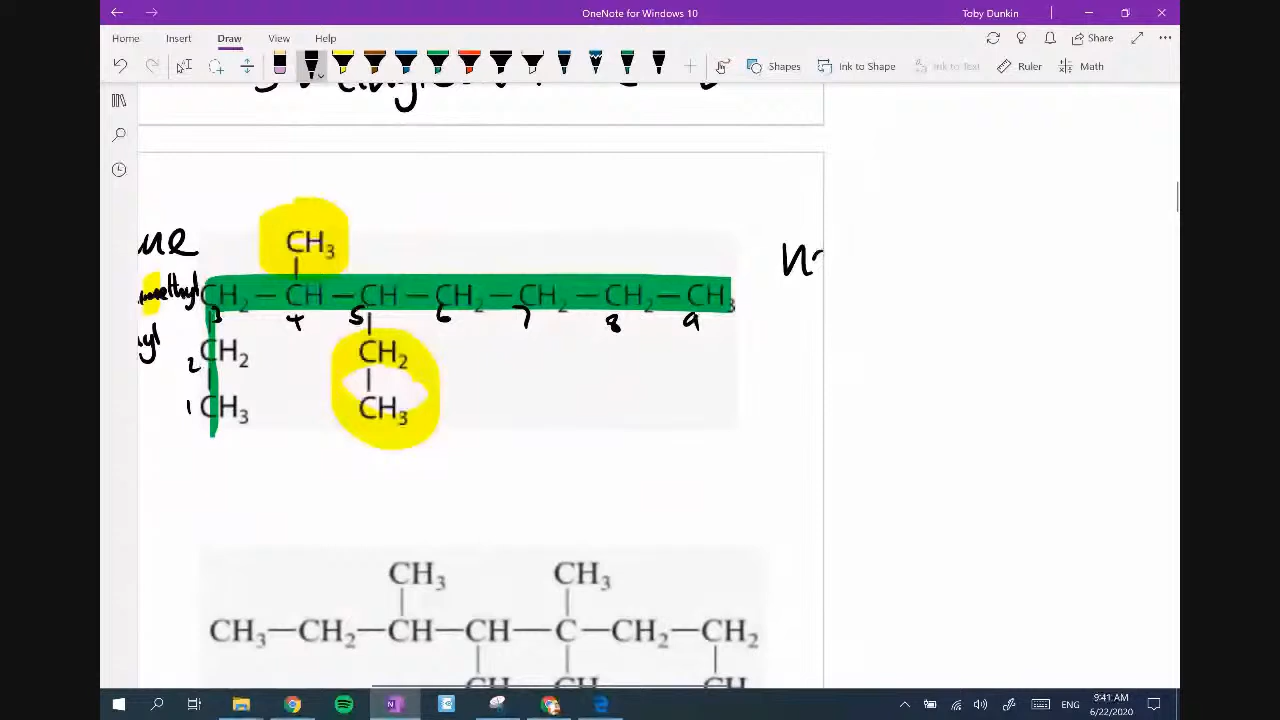 OneNote for Windows 10
Toby Dunkin
Home Insert Draw View Help
Share
Shapes Ink to Shape Ink to Text Ruler Math
CH₃
CH₂ — CH — CH — CH₂ — CH₂ — CH₂ — CH₃
3 4 5 6 7 8 9
2 CH₂ CH₂
1 CH₃ CH₃
CH₃ CH₃
CH₃—CH₂—CH—CH—C—CH₂—CH₂
9:41 AM
ENG
6/22/2020